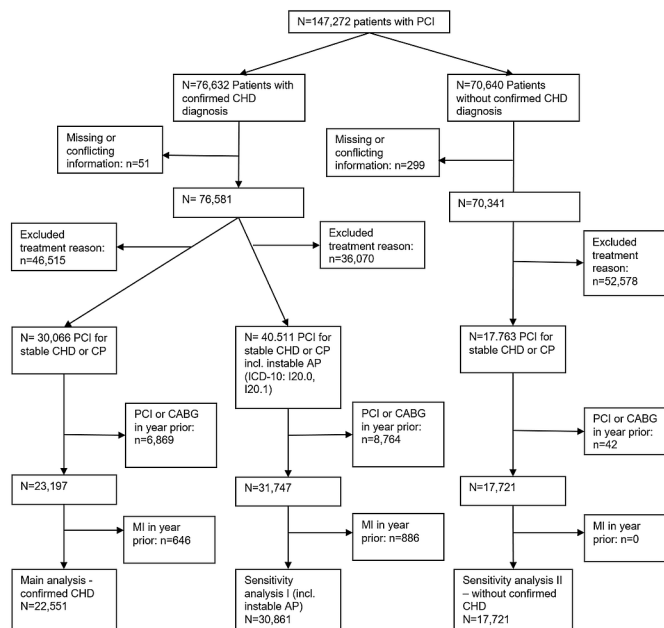 N=147,272 patients with PCI
N=76,632 Patients with
confirmed CHD
diagnosis
N=70,640 Patients
without confirmed CHD
diagnosis
Missing or
conflicting
information: n=51
Missing or
conflicting
information: n=299
N= 76,581
N=70,341
Excluded
treatment reason:
n=46,515
Excluded
treatment reason:
n=36,070
Excluded
treatment reason:
n=52,578
N= 30,066 PCI for
stable CHD or CP
N= 40.511 PCI for
stable CHD or CP
incl. instable AP
(ICD-10: I20.0,
I20.1)
N=17.763 PCI for
stable CHD or CP
PCI or CABG
in year prior:
n=6,869
PCI or CABG
in year prior:
n=8,764
PCI or CABG
in year prior:
n=42
N=23,197
N=31,747
N=17,721
MI in year
prior: n=646
MI in year
prior: n=886
MI in year
prior: n=0
Main analysis -
confirmed CHD
N=22,551
Sensitivity
analysis I (incl.
instable AP)
N=30,861
Sensitivity analysis II
– without confirmed
CHD
N=17,721